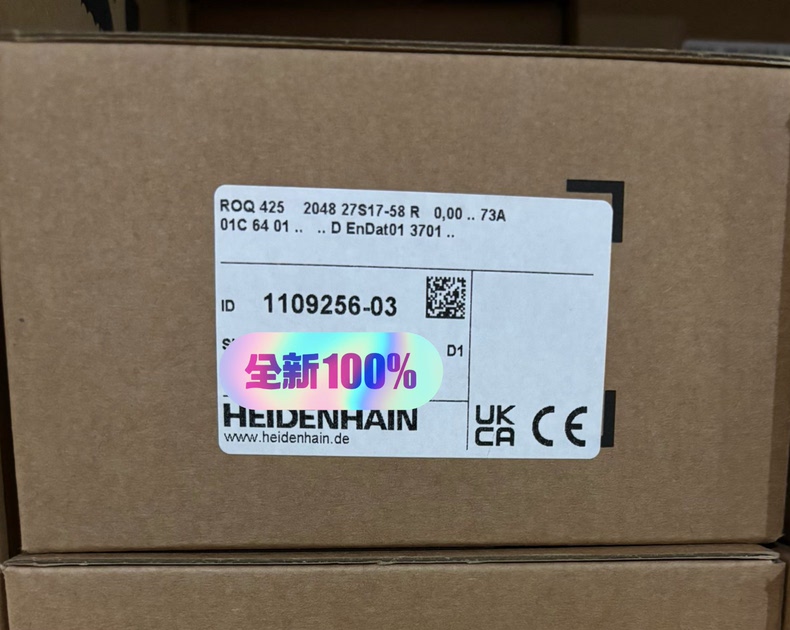 ROQ 425 2048 27S17-58 R 0,00 .. 73A
01C 64 01 .. .. D EnDat01 3701 ..
ID 1109256-03
D1
全新100%
HEIDENHAIN
www.heidenhain.de
UK
CA
CE